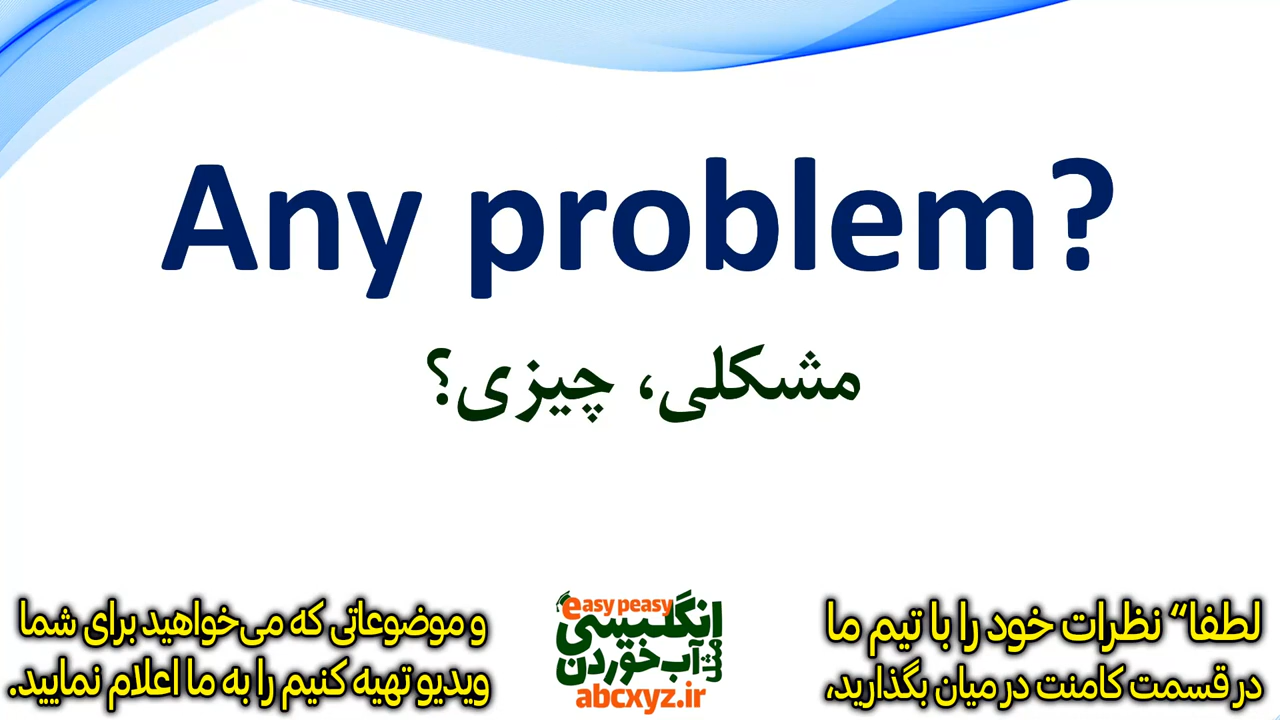 Any problem?
مشکلی، چیزی؟
لطفا“ نظرات خود را با تیم ما
در قسمت کامنت در میان بگذارید،
easy peasy
انگلیسی
مثل آب خوردن
abcxyz.ir
و موضوعاتی که می‌خواهید برای شما
ویدیو تهیه کنیم را به ما اعلام نمایید.